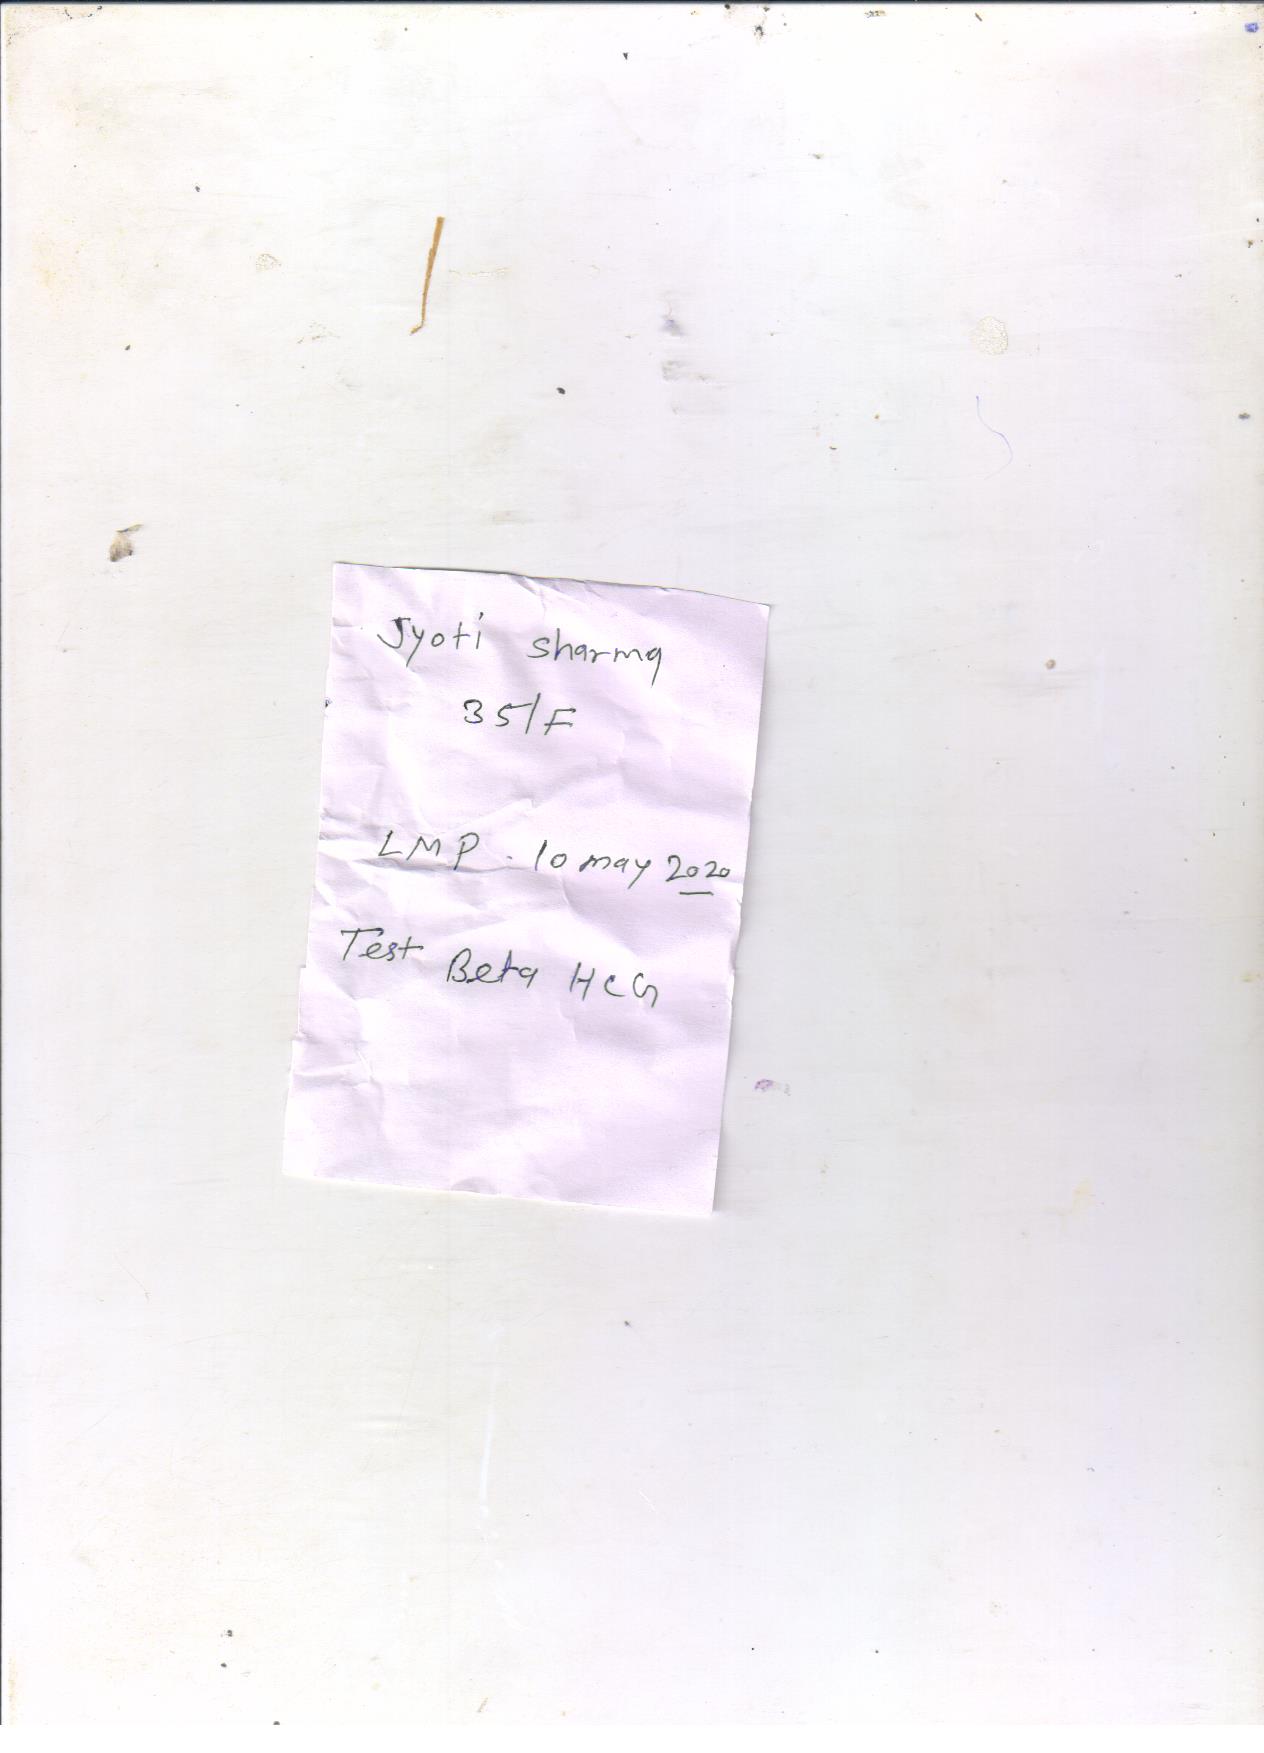 Jyoti Sharma
35/F
LMP. 10 may 2020
Test Beta HCG